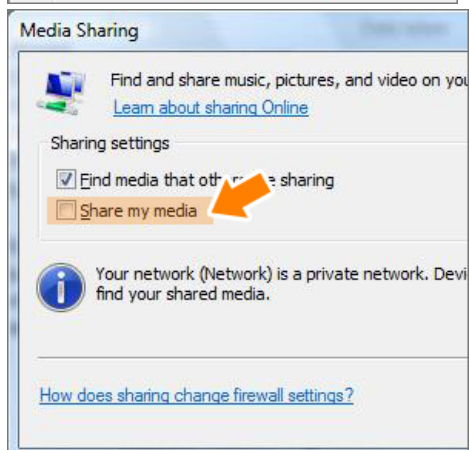 Media Sharing
Find and share music, pictures, and video on you
Learn about sharing Online
Sharing settings
Find media that oth sharing
Share my media
Your network (Network) is a private network. Devi
find your shared media.
How does sharing change firewall settings?